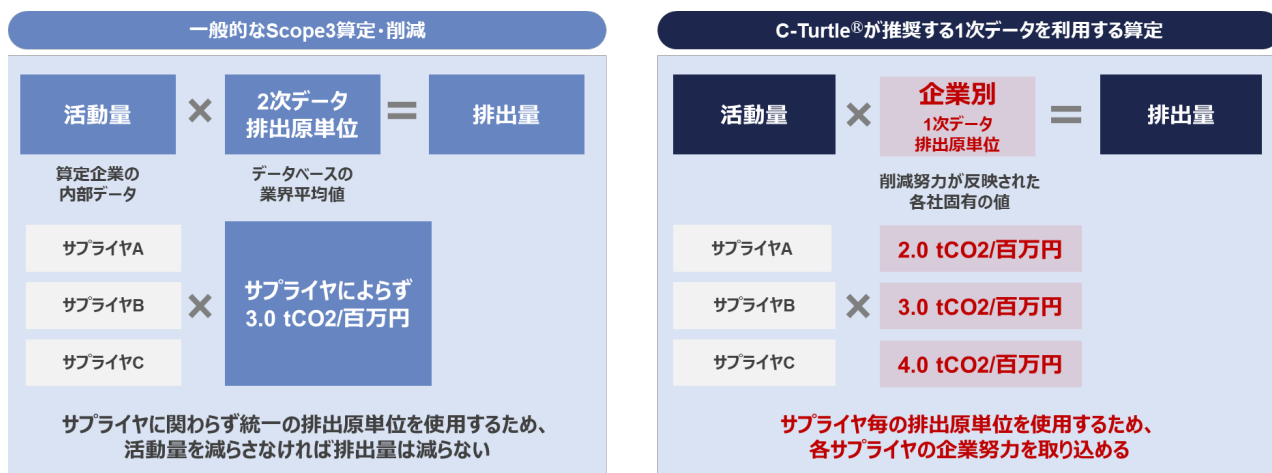 一般的なScope3算定・削減
活動量
×
2次データ
排出原単位
=
排出量
算定企業の
内部データ
データベースの
業界平均値
サプライヤA
サプライヤB
サプライヤC
×
サプライヤによらず
3.0 tCO2/百万円
サプライヤに関わらず統一の排出原単位を使用するため、
活動量を減らさなければ排出量は減らない
C-Turtle®が推奨する1次データを利用する算定
活動量
×
企業別
1次データ
排出原単位
=
排出量
削減努力が反映された
各社固有の値
サプライヤA
2.0 tCO2/百万円
サプライヤB
×
3.0 tCO2/百万円
サプライヤC
4.0 tCO2/百万円
サプライヤ毎の排出原単位を使用するため、
各サプライヤの企業努力を取り込める